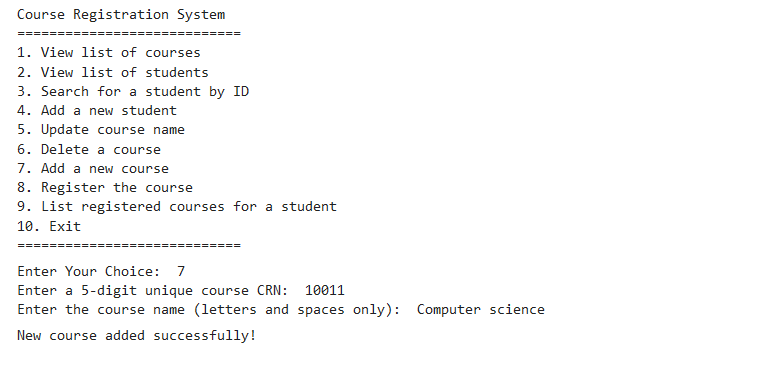 Course Registration System
============================
1. View list of courses
2. View list of students
3. Search for a student by ID
4. Add a new student
5. Update course name
6. Delete a course
7. Add a new course
8. Register the course
9. List registered courses for a student
10. Exit
============================
Enter Your Choice:  7
Enter a 5-digit unique course CRN:  10011
Enter the course name (letters and spaces only):  Computer science
New course added successfully!